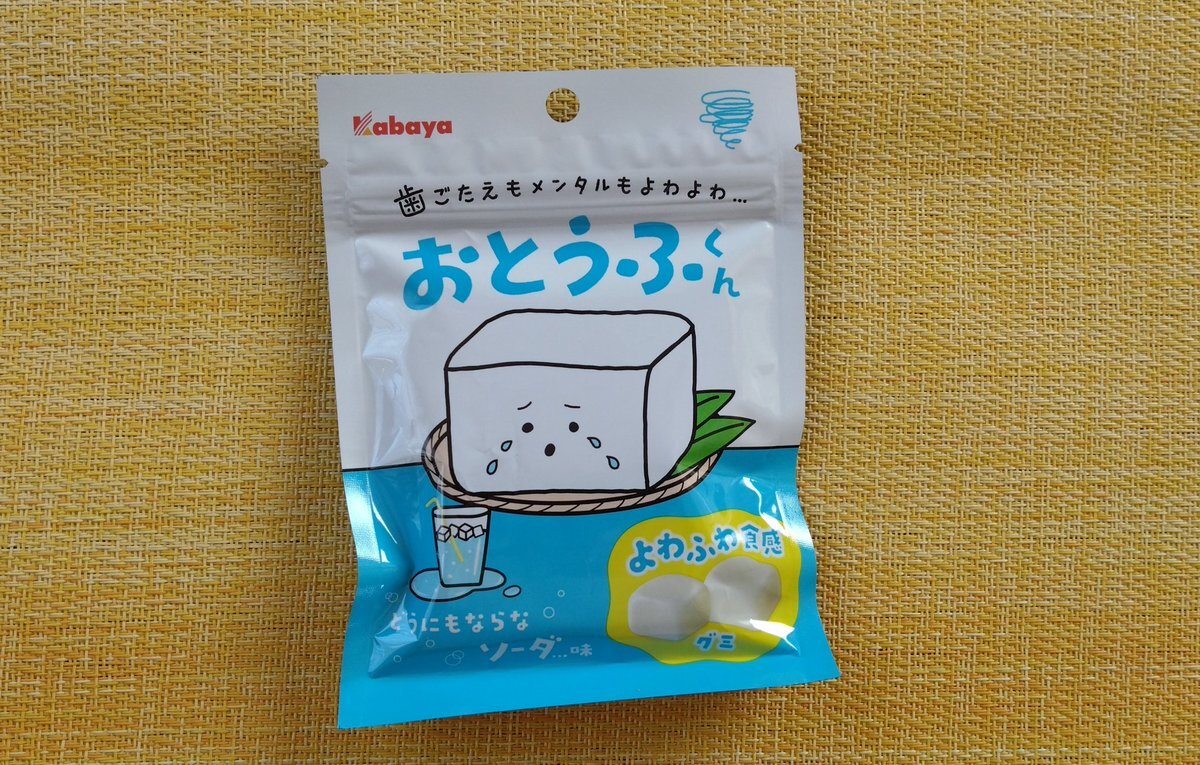 Kabaya
歯ごたえもメンタルもよわよわ…
おとうふくん
よわふわ食感
グミ
どうにもならな
ソーダ…味